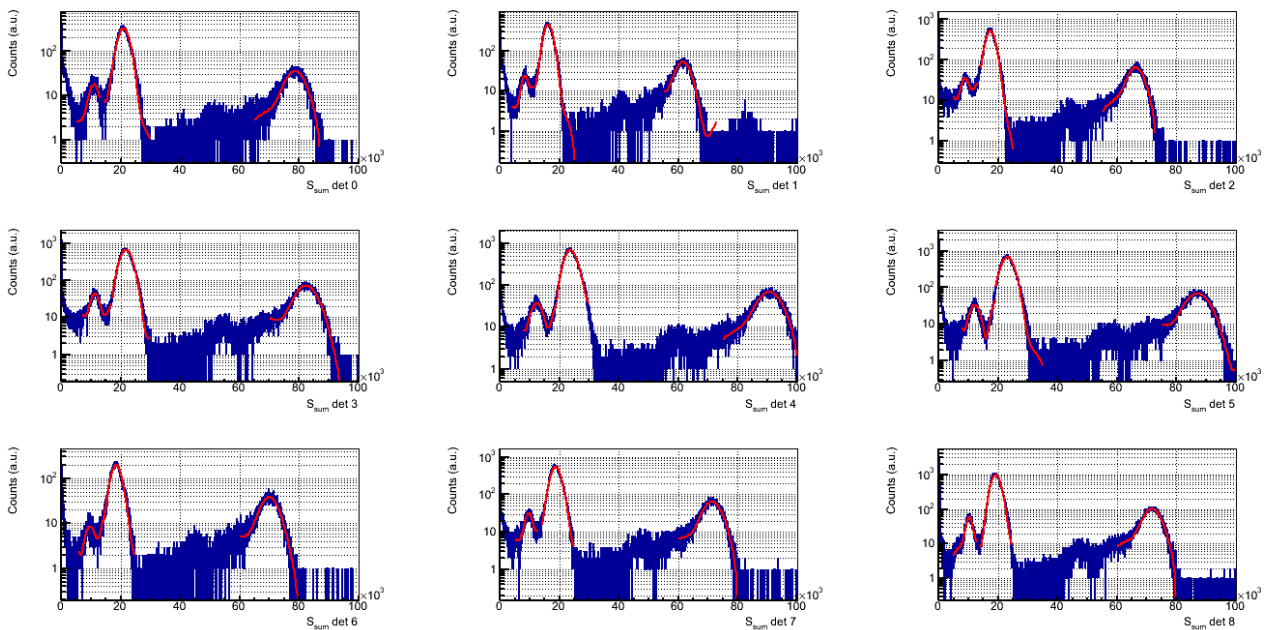 Counts (a.u.) Counts (a.u.) Counts (a.u.)
10² 10² 10³
10 10 10²
1 1 10
1
0 20 40 60 80 100 ×10³ 0 20 40 60 80 100 ×10³ 0 20 40 60 80 100 ×10³
S_sum det 0 S_sum det 1 S_sum det 2
Counts (a.u.) Counts (a.u.) Counts (a.u.)
10³ 10³ 10³
10² 10² 10²
10 10 10
1 1 1
0 20 40 60 80 100 ×10³ 0 20 40 60 80 100 ×10³ 0 20 40 60 80 100 ×10³
S_sum det 3 S_sum det 4 S_sum det 5
Counts (a.u.) Counts (a.u.) Counts (a.u.)
10² 10³ 10³
10 10² 10²
1 10 10
1 1
0 20 40 60 80 100 ×10³ 0 20 40 60 80 100 ×10³ 0 20 40 60 80 100 ×10³
S_sum det 6 S_sum det 7 S_sum det 8